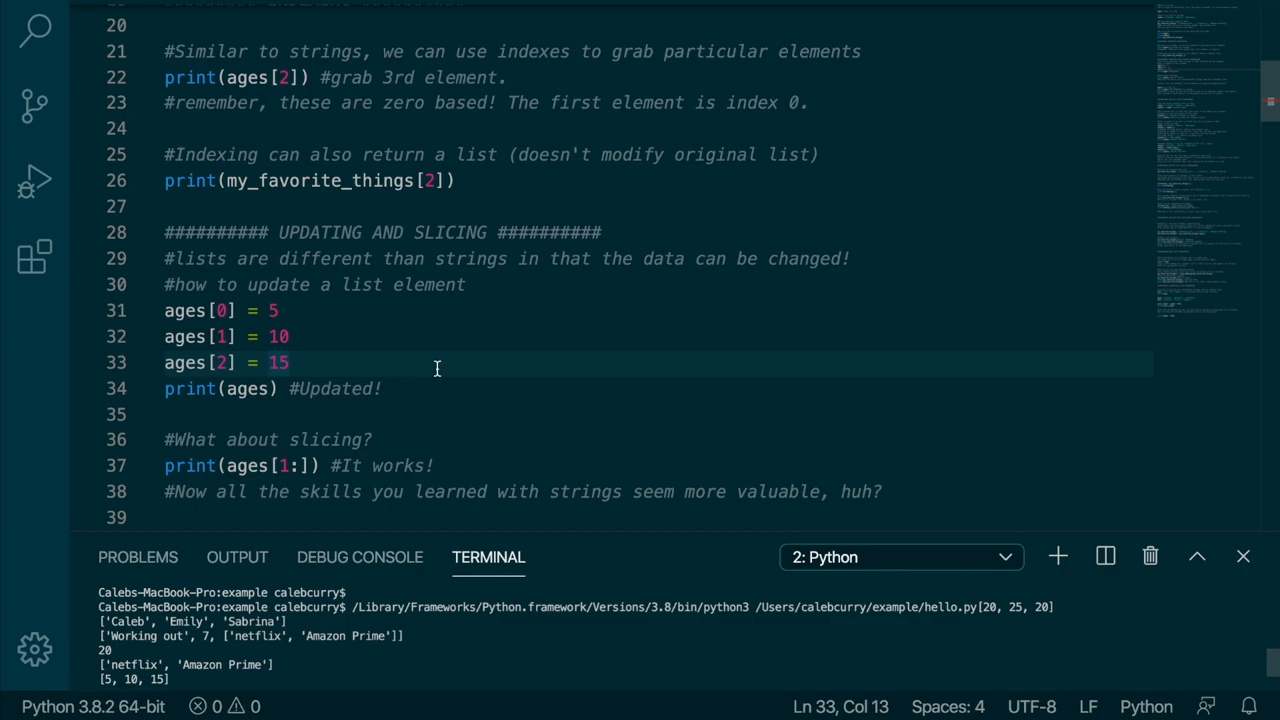 20
21 #Similar to strings, we can use indexes to grab particular elements
22 print(ages[2]) #grab 3rd element.
23 #remember, these are zero based. The first element is index 0.
24
25 #Indexing can also return a list (doesn't modify original list)
26 print(my_favorite_things[2])
27
28 ########## UPDATING AND SLICING ##########
29 #lists are different than strings in that the data can be changed!
30 #how to update a list element
31 ages[0] = 5
32 ages[1] = 10
33 ages[2] = 15
34 print(ages) #Updated!
35
36 #What about slicing?
37 print(ages[1:]) #It works!
38 #Now all the skills you learned with strings seem more valuable, huh?
39
PROBLEMS OUTPUT DEBUG CONSOLE TERMINAL 2: Python
Calebs-MacBook-Pro:example calebcurry$
Calebs-MacBook-Pro:example calebcurry$ /Library/Frameworks/Python.framework/Versions/3.8/bin/python3 /Users/calebcurry/example/hello.py[20, 25, 20]
['Caleb', 'Emily', 'Sabrina']
['Working out', 7, ['netflix', 'Amazon Prime']]
20
['netflix', 'Amazon Prime']
[5, 10, 15]
Python 3.8.2 64-bit 0 0 Ln 33, Col 13 Spaces: 4 UTF-8 LF Python